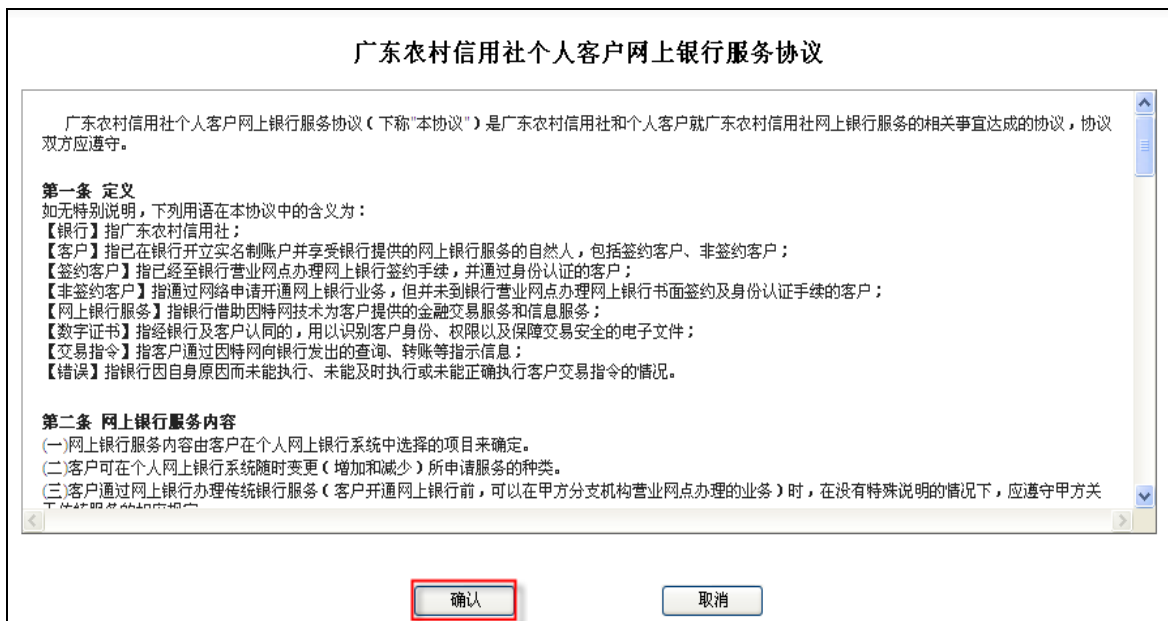 广东农村信用社个人客户网上银行服务协议
广东农村信用社个人客户网上银行服务协议(下称"本协议")是广东农村信用社和个人客户就广东农村信用社网上银行服务的相关事宜达成的协议,协议
双方应遵守。
第一条 定义
如无特别说明,下列用语在本协议中的含义为:
【银行】指广东农村信用社;
【客户】指已在银行开立实名制账户并享受银行提供的网上银行服务的自然人,包括签约客户、非签约客户;
【签约客户】指已经至银行营业网点办理网上银行签约手续,并通过身份认证的客户;
【非签约客户】指通过网络申请开通网上银行业务,但并未到银行营业网点办理网上银行书面签约及身份认证手续的客户;
【网上银行服务】指银行借助因特网技术为客户提供的金融交易服务和信息服务;
【数字证书】指经银行及客户认同的,用以识别客户身份、权限以及保障交易安全的电子文件;
【交易指令】指客户通过因特网向银行发出的查询、转账等指示信息;
【错误】指银行因自身原因而未能执行、未能及时执行或未能正确执行客户交易指令的情况。
第二条 网上银行服务内容
(一)网上银行服务内容由客户在个人网上银行系统中选择的项目来确定。
(二)客户可在个人网上银行系统随时变更(增加和减少)所申请服务的种类。
(三)客户通过网上银行办理传统银行服务(客户开通网上银行前,可以在甲方分支机构营业网点办理的业务)时,在没有特殊说明的情况下,应遵守甲方关
确认
取消